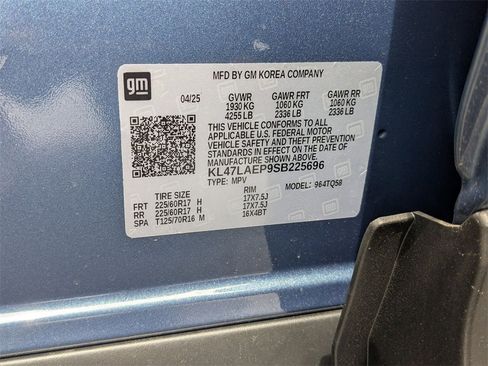 gm
MFD BY GM KOREA COMPANY
04/25 GVWR GAWR FRT GAWR RR
1930 KG 1060 KG 1060 KG
4255 LB 2336 LB 2336 LB
THIS VEHICLE CONFORMS TO ALL
APPLICABLE U.S. FEDERAL MOTOR
VEHICLE SAFETY AND THEFT PREVENTION
STANDARDS IN EFFECT ON THE DATE OF
MANUFACTURE SHOWN ABOVE.
KL47LAEP9SB225696
TYPE: MPV MODEL: 964TQ58
TIRE SIZE RIM
FRT 225/60R17 H 17X7.5J
RR 225/60R17 H 17X7.5J
SPA T125/70R16 M 16X4BT